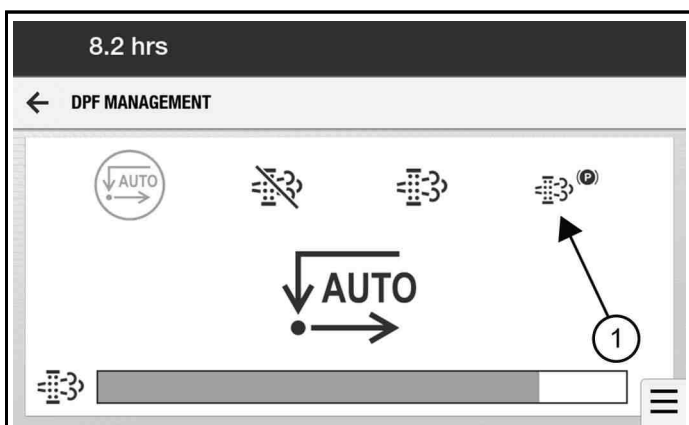 8.2 hrs
DPF MANAGEMENT
AUTO
(P)
AUTO
1